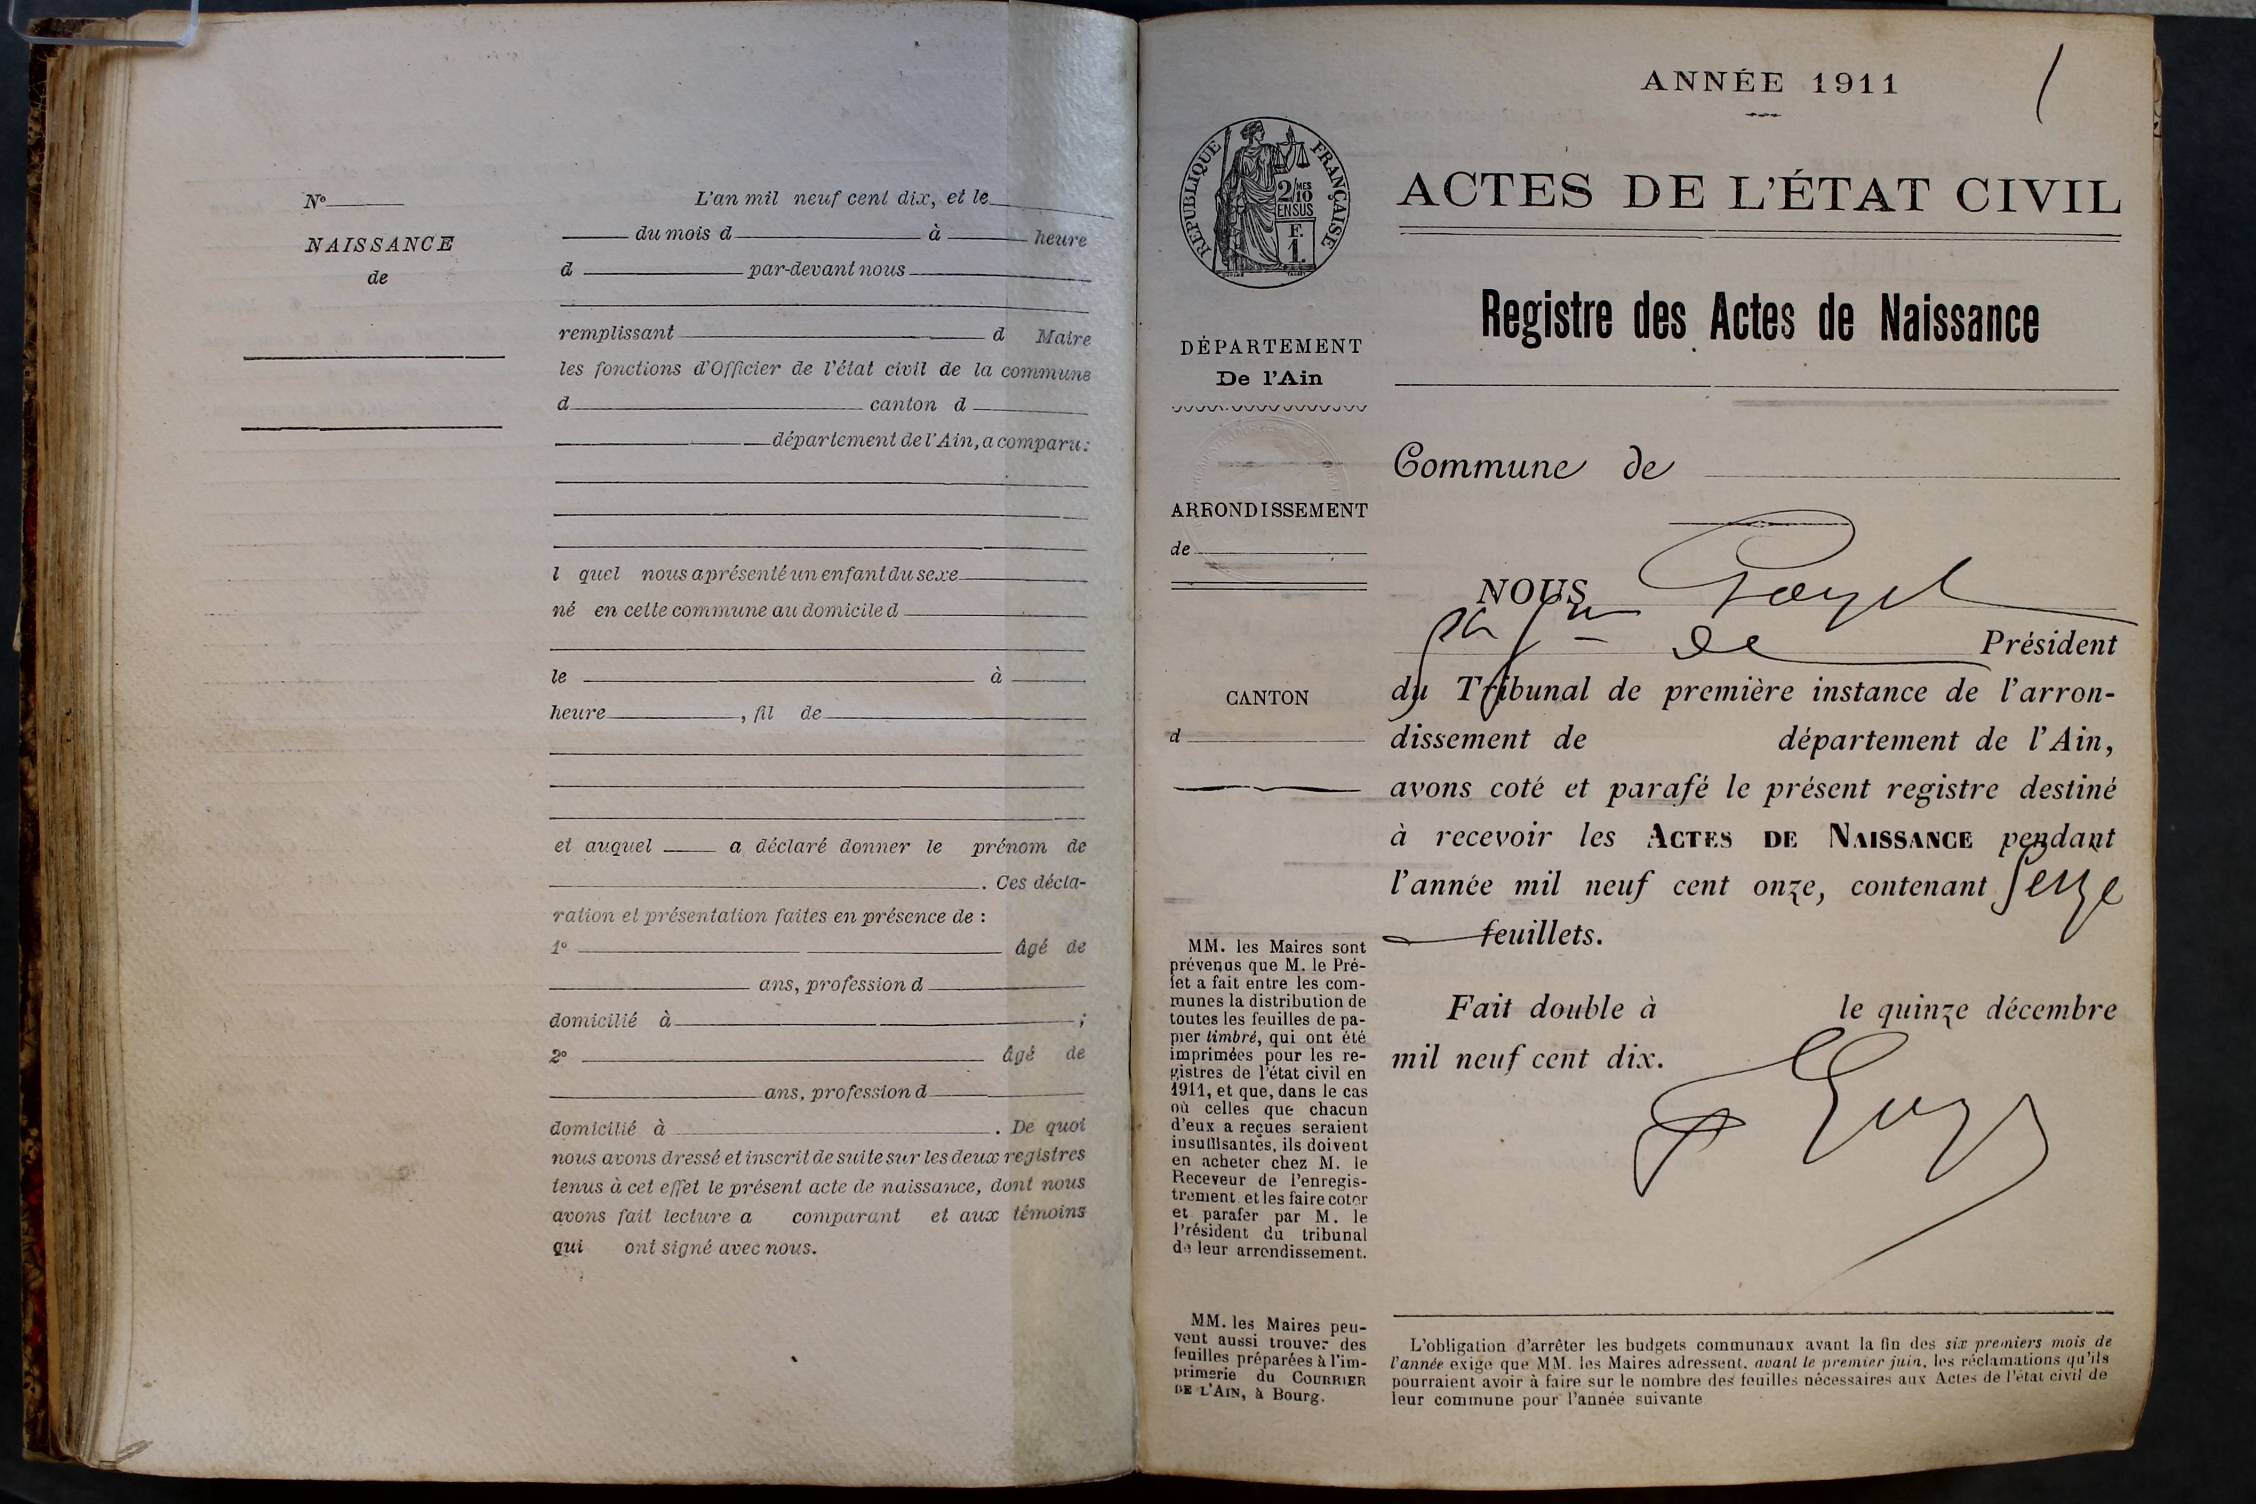 N°
NAISSANCE
de
L'an mil neuf cent dix, et le
du mois d à heure
d par-devant nous
remplissant d Maire
les fonctions d'Officier de l'état civil de la commune
d canton d
département de l'Ain, a comparu:
l quel nous a présenté un enfant du sexe
né en cette commune au domicile d
le à
heure , fil de
et auquel a déclaré donner le prénom de
. Ces décla-
ration et présentation faites en présence de :
1° âgé de
ans, profession d
domicilié à ;
2° âgé de
ans, profession d
domicilié à . De quoi
nous avons dressé et inscrit de suite sur les deux registres
tenus à cet effet le présent acte de naissance, dont nous
avons fait lecture a comparant et aux témoins
qui ont signé avec nous.
ANNÉE 1911
1
RÉPUBLIQUE FRANÇAISE
2/10 MES
EN SUS
F.
1.
DÉPARTEMENT
De l'Ain
ARRONDISSEMENT
de
CANTON
d
MM. les Maires sont
prévenus que M. le Pré-
fet a fait entre les com-
munes la distribution de
toutes les feuilles de pa-
pier timbré, qui ont été
imprimées pour les re-
gistres de l'état civil en
1911, et que, dans le cas
où celles que chacun
d'eux a reçues seraient
insuffisantes, ils doivent
en acheter chez M. le
Receveur de l'enregis-
trement et les faire coter
et parafer par M. le
Président du tribunal
de leur arrondissement.
MM. les Maires peu-
vent aussi trouver des
feuilles préparées à l'im-
primerie du COURRIER
DE L'AIN, à Bourg.
ACTES DE L'ÉTAT CIVIL
Registre des Actes de Naissance
Commune de
NOUS
de Président
du Tribunal de première instance de l'arron-
dissement de département de l'Ain,
avons coté et parafé le présent registre destiné
à recevoir les ACTES DE NAISSANCE pendant
l'année mil neuf cent onze, contenant seize
feuillets.
Fait double à le quinze décembre
mil neuf cent dix.
L'obligation d'arrêter les budgets communaux avant la fin des six premiers mois de
l'année exige que MM. les Maires adressent, avant le premier juin, les réclamations qu'ils
pourraient avoir à faire sur le nombre des feuilles nécessaires aux Actes de l'état civil de
leur commune pour l'année suivante